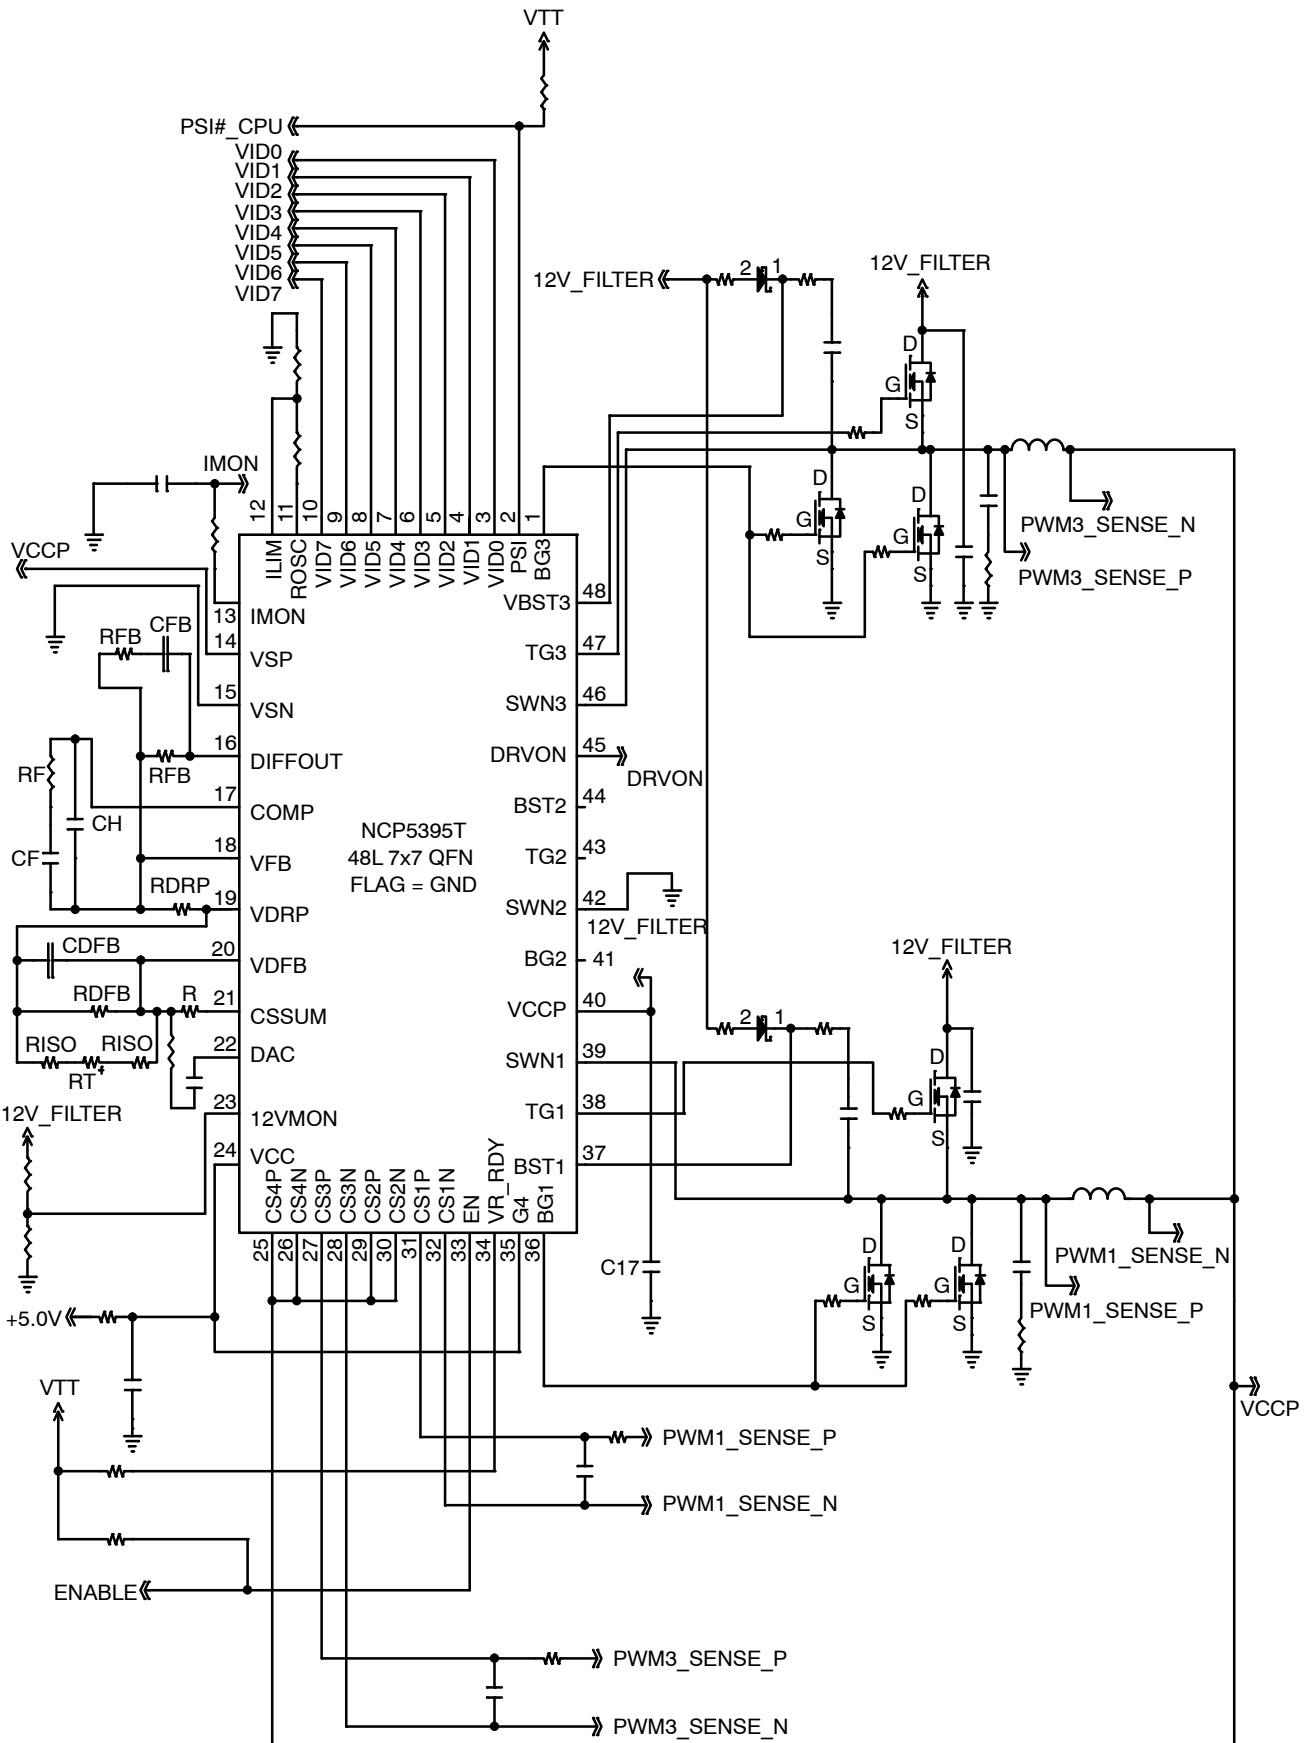 VTT
PSI#_CPU
VID0
VID1
VID2
VID3
VID4
VID5
VID6
VID7
12V_FILTER
2
1
12V_FILTER
D
G
S
IMON
D
G
S
D
G
S
PWM3_SENSE_N
PWM3_SENSE_P
VCCP
12
11
10
9
8
7
6
5
4
3
2
1
ILIM
ROSC
VID7
VID6
VID5
VID4
VID3
VID2
VID1
VID0
PSI
BG3
13
IMON
14
VSP
15
VSN
16
DIFFOUT
17
COMP
18
VFB
19
VDRP
20
VDFB
21
CSSUM
22
DAC
23
12VMON
24
VCC
RFB
CFB
RFB
RF
CH
CF
RDRP
CDFB
RDFB
R
RISO
RISO
RT+
12V_FILTER
NCP5395T
48L 7x7 QFN
FLAG = GND
48
VBST3
47
TG3
46
SWN3
45
DRVON
DRVON
44
BST2
43
TG2
42
SWN2
12V_FILTER
41
BG2
40
VCCP
39
SWN1
38
TG1
37
BST1
CS4P
CS4N
CS3P
CS3N
CS2P
CS2N
CS1P
CS1N
EN
VR_RDY
G4
BG1
25
26
27
28
29
30
31
32
33
34
35
36
12V_FILTER
2
1
D
G
S
D
G
S
D
G
S
PWM1_SENSE_N
PWM1_SENSE_P
C17
+5.0V
VTT
VCCP
PWM1_SENSE_P
PWM1_SENSE_N
ENABLE
PWM3_SENSE_P
PWM3_SENSE_N